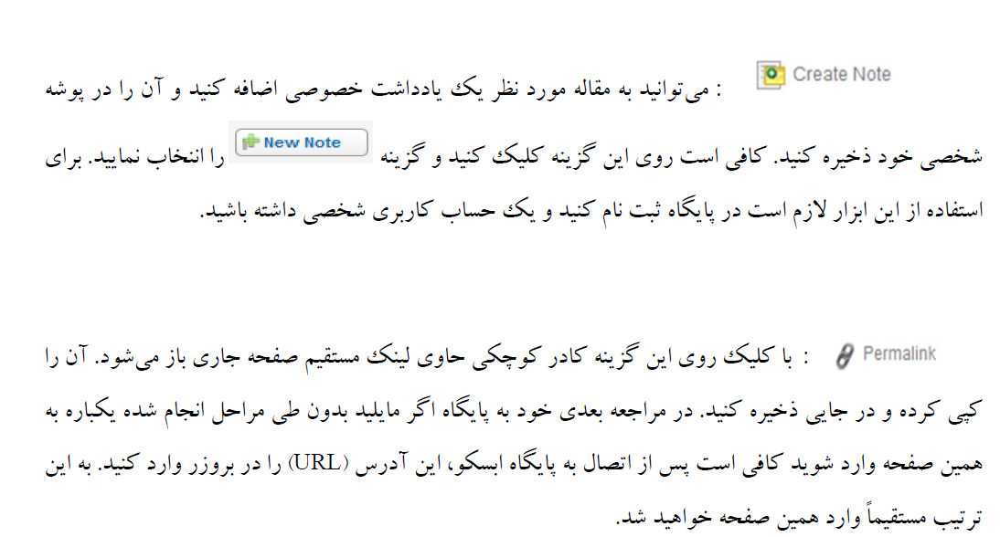 Create Note : می‌توانید به مقاله مورد نظر یک یادداشت خصوصی اضافه کنید و آن را در پوشه
شخصی خود ذخیره کنید. کافی است روی این گزینه کلیک کنید و گزینه New Note را انتخاب نمایید. برای
استفاده از این ابزار لازم است در پایگاه ثبت نام کنید و یک حساب کاربری شخصی داشته باشید.
Permalink : با کلیک روی این گزینه کادر کوچکی حاوی لینک مستقیم صفحه جاری باز می‌شود. آن را
کپی کرده و در جایی ذخیره کنید. در مراجعه بعدی خود به پایگاه اگر مایلید بدون طی مراحل انجام شده یکباره به
همین صفحه وارد شوید کافی است پس از اتصال به پایگاه ابسکو، این آدرس (URL) را در بروزر وارد کنید. به این
ترتیب مستقیماً وارد همین صفحه خواهید شد.